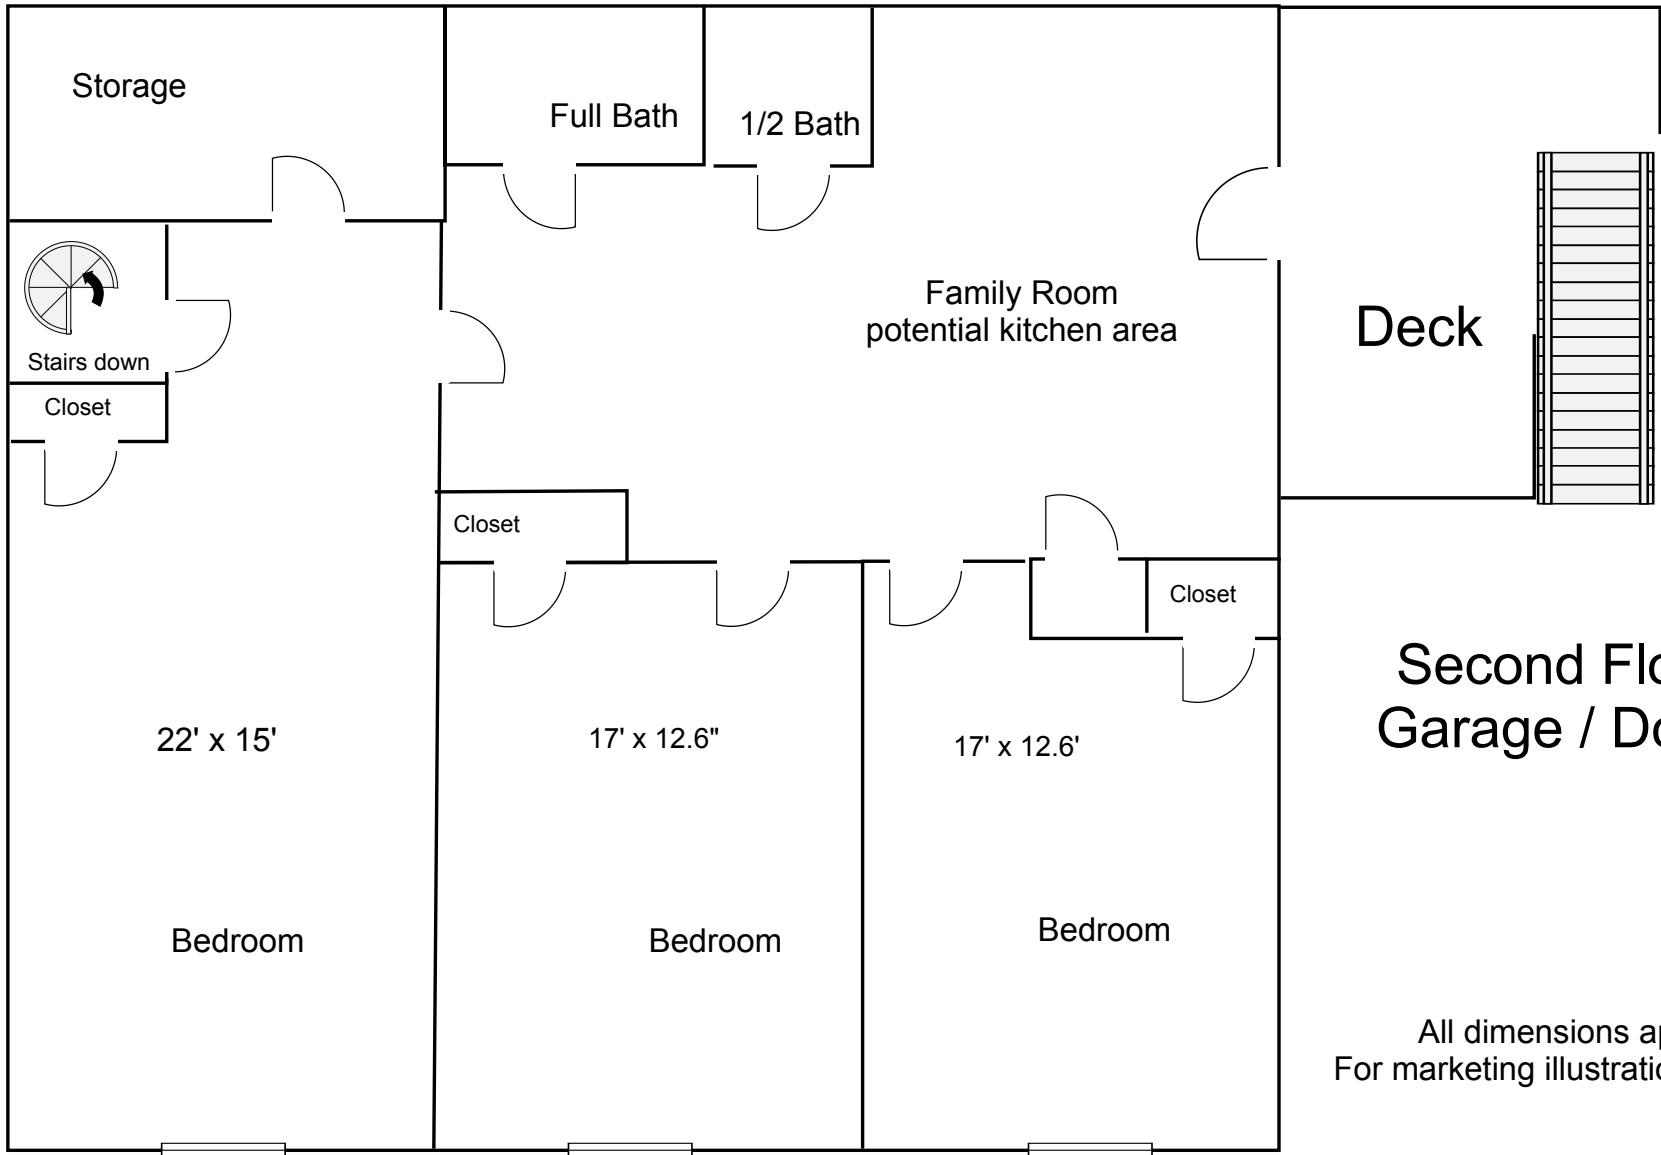 Storage
Full Bath
1/2 Bath
Family Room
potential kitchen area
Deck
Stairs down
Closet
Closet
Closet
22' x 15'
17' x 12.6"
17' x 12.6'
Bedroom
Bedroom
Bedroom
Second Flo
Garage / Do
All dimensions ap
For marketing illustratio